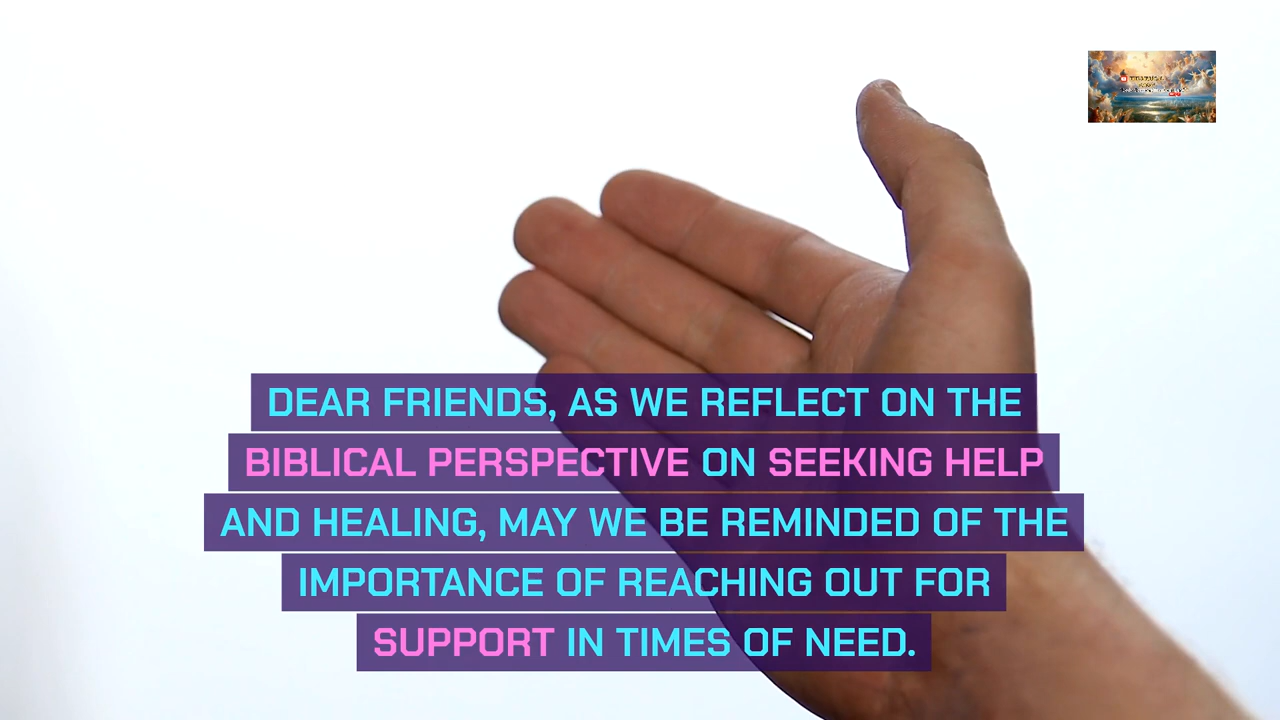 DEAR FRIENDS, AS WE REFLECT ON THE
BIBLICAL PERSPECTIVE ON SEEKING HELP
AND HEALING, MAY WE BE REMINDED OF THE
IMPORTANCE OF REACHING OUT FOR
SUPPORT IN TIMES OF NEED.